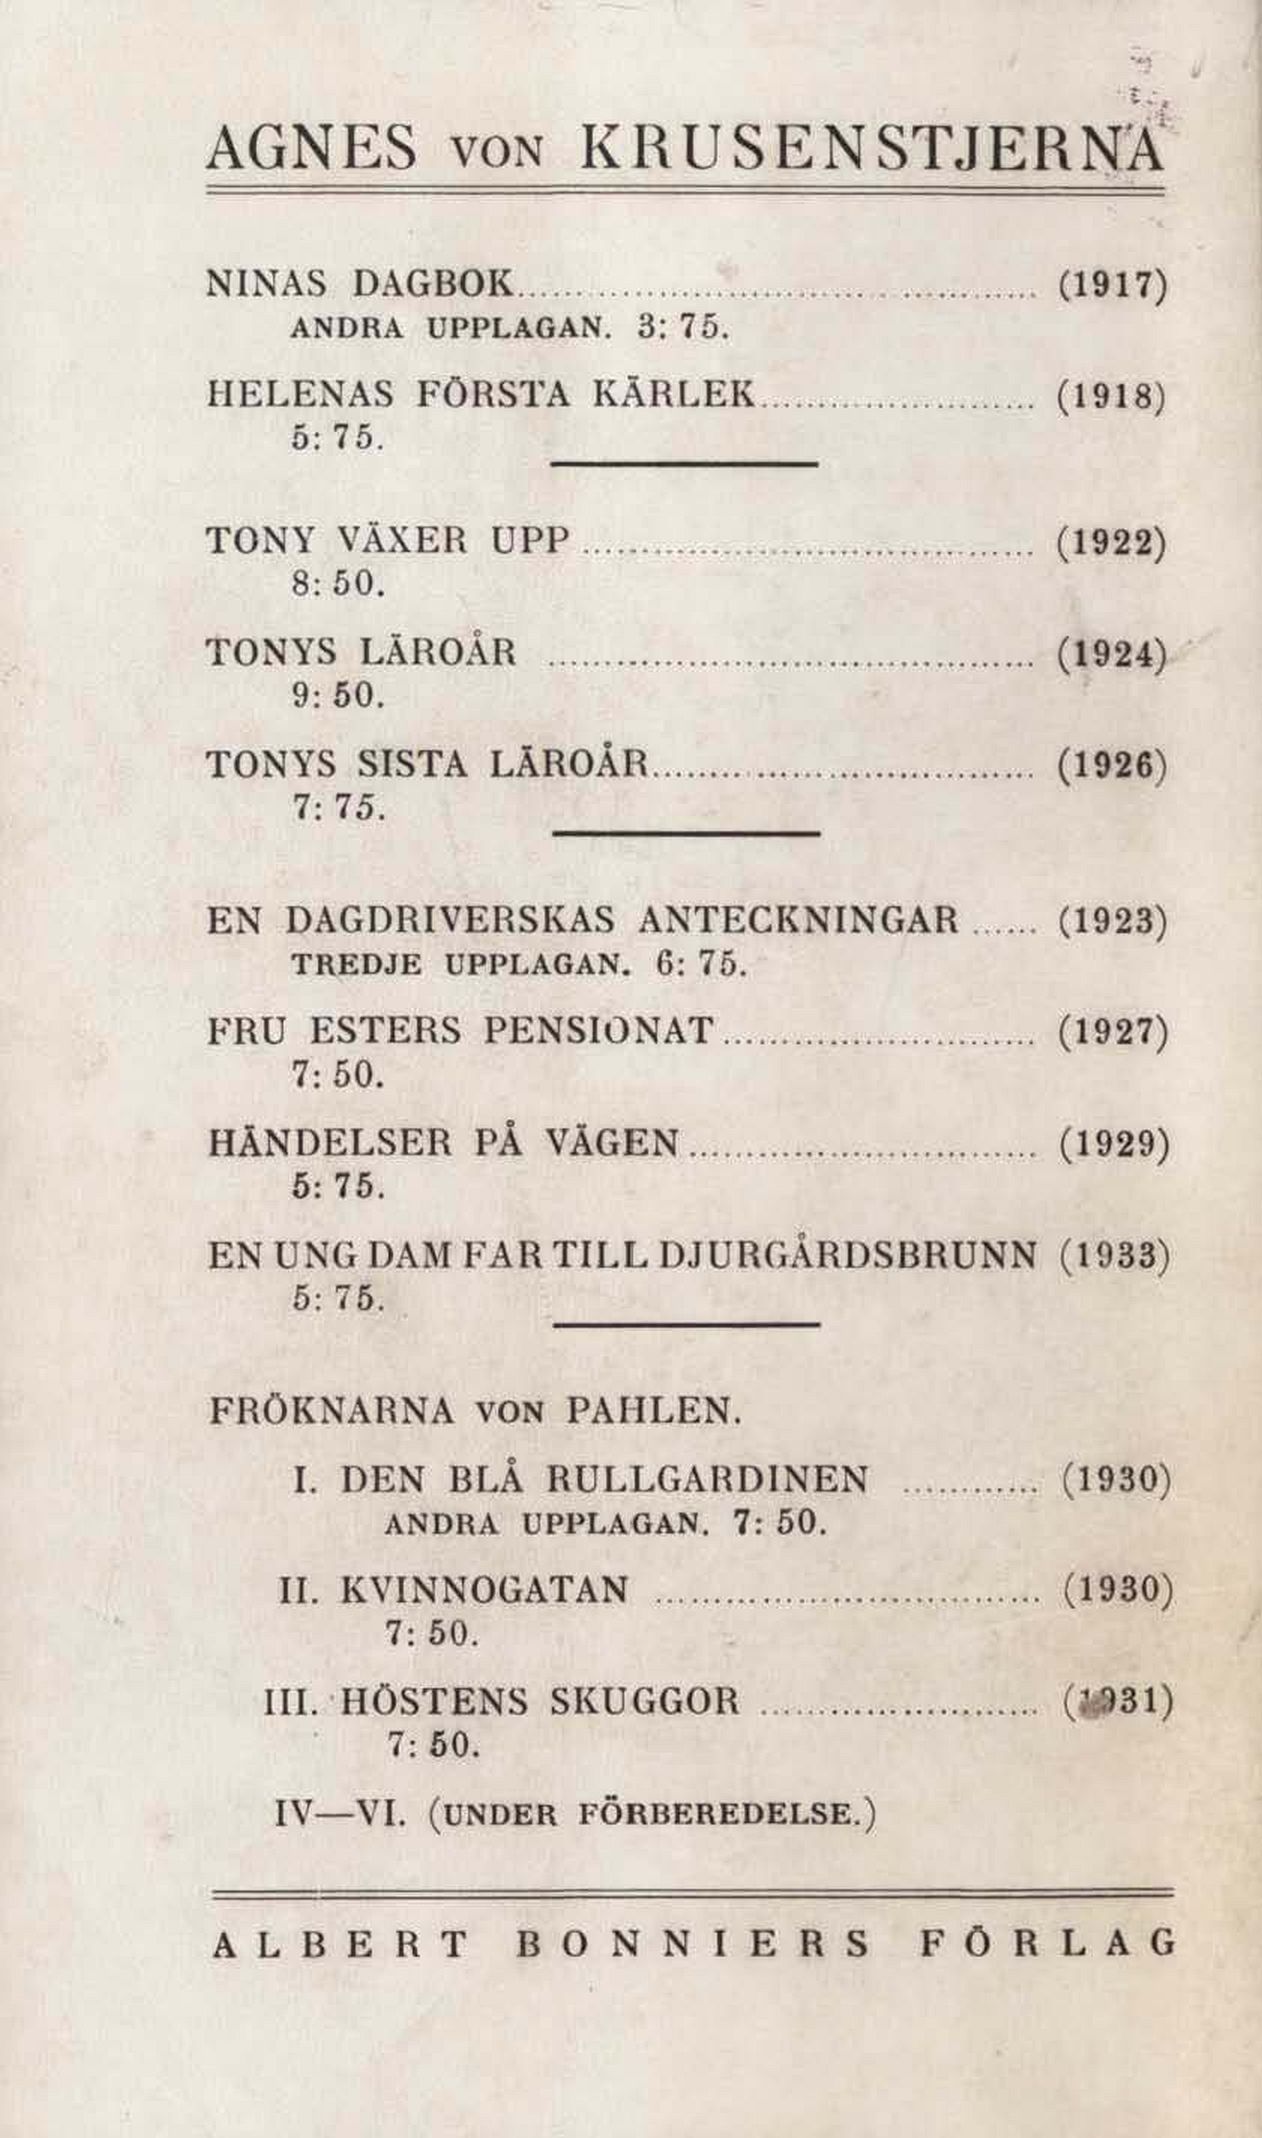 AGNES VON KRUSENSTJERNA
NINAS DAGBOK (1917)
ANDRA UPPLAGAN. 3: 75.
HELENAS FÖRSTA KÄRLEK (1918)
5: 75.
TONY VÄXER UPP (1922)
8: 50.
TONYS LÄROÅR (1924)
9: 50.
TONYS SISTA LÄROÅR (1926)
7: 75.
EN DAGDRIVERSKAS ANTECKNINGAR (1923)
TREDJE UPPLAGAN. 6: 75.
FRU ESTERS PENSIONAT (1927)
7: 50.
HÄNDELSER PÅ VÄGEN (1929)
5: 75.
EN UNG DAM FAR TILL DJURGÅRDSBRUNN (1933)
5: 75.
FRÖKNARNA VON PAHLEN.
I. DEN BLÅ RULLGARDINEN (1930)
ANDRA UPPLAGAN. 7: 50.
II. KVINNOGATAN (1930)
7: 50.
III. HÖSTENS SKUGGOR (1931)
7: 50.
IV—VI. (UNDER FÖRBEREDELSE.)
ALBERT BONNIERS FÖRLAG